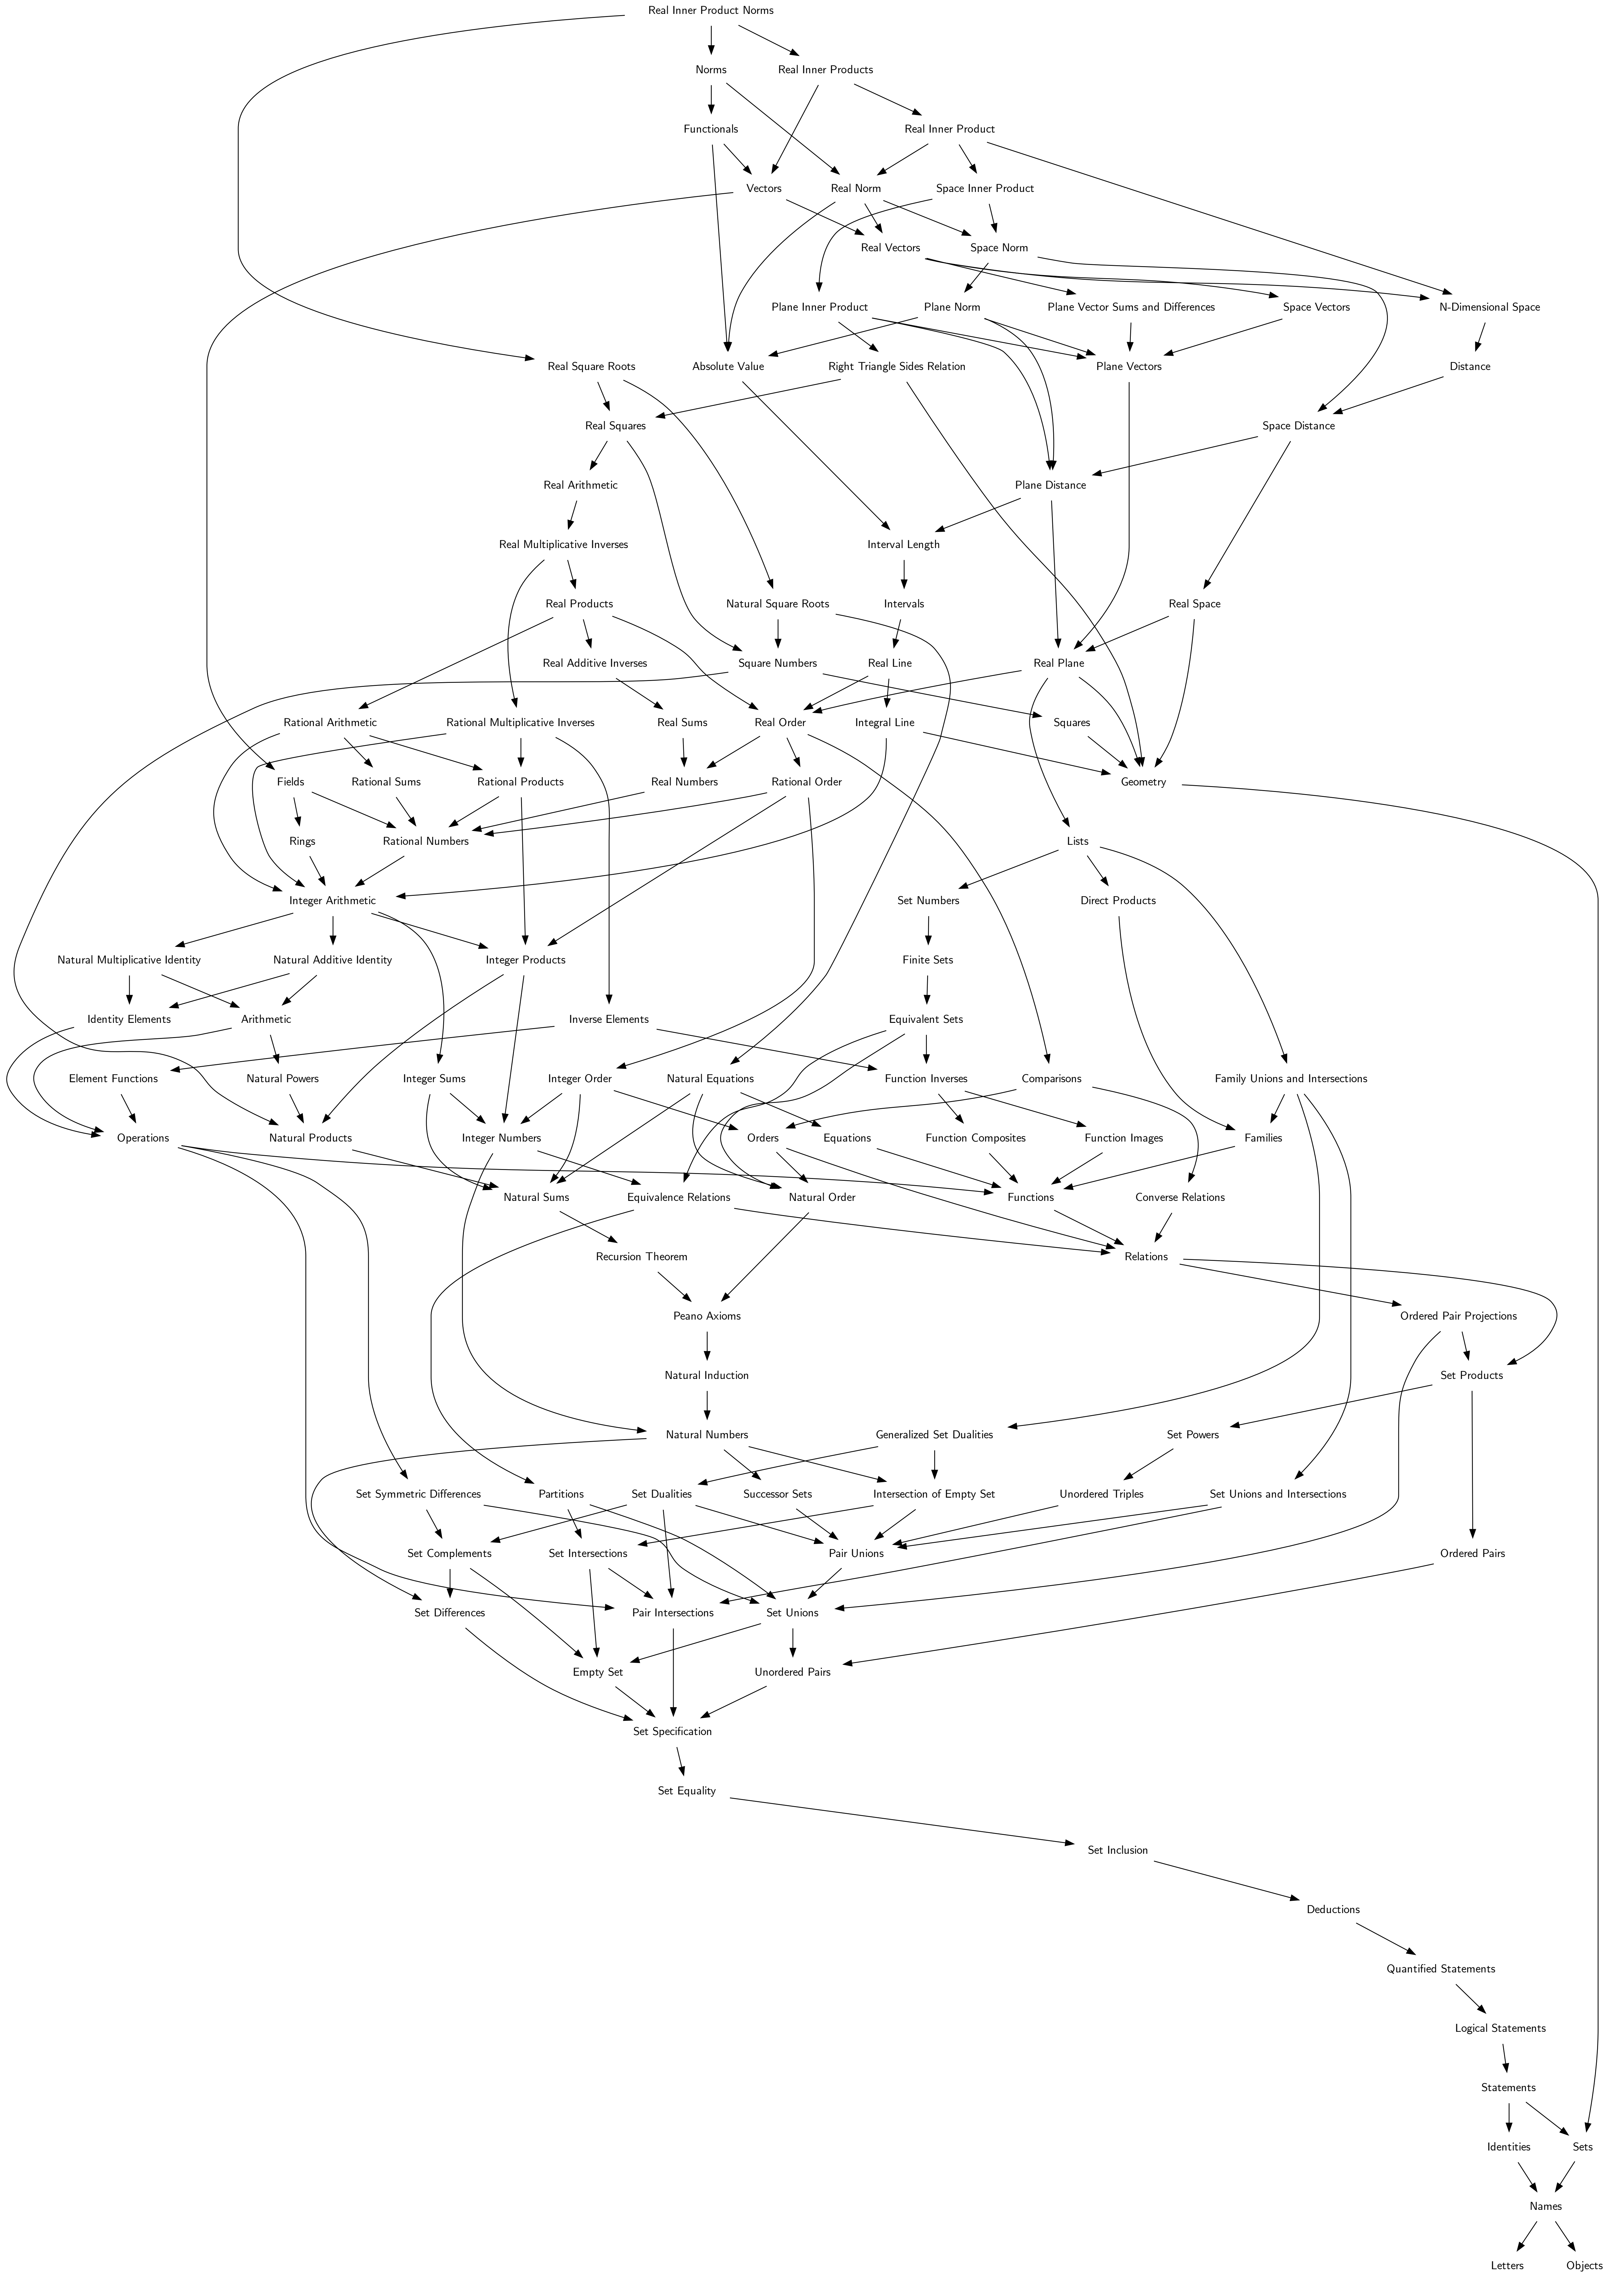 Real Inner Product Norms
Norms
Real Inner Products
Functionals
Real Inner Product
Vectors
Real Norm
Space Inner Product
Real Vectors
Space Norm
Plane Inner Product
Plane Norm
Plane Vector Sums and Differences
Space Vectors
N-Dimensional Space
Real Square Roots
Absolute Value
Right Triangle Sides Relation
Plane Vectors
Distance
Real Squares
Space Distance
Real Arithmetic
Plane Distance
Real Multiplicative Inverses
Interval Length
Real Products
Natural Square Roots
Intervals
Real Space
Real Additive Inverses
Square Numbers
Real Line
Real Plane
Rational Arithmetic
Rational Multiplicative Inverses
Real Sums
Real Order
Integral Line
Squares
Fields
Rational Sums
Rational Products
Real Numbers
Rational Order
Geometry
Rings
Rational Numbers
Lists
Integer Arithmetic
Set Numbers
Direct Products
Natural Multiplicative Identity
Natural Additive Identity
Integer Products
Finite Sets
Identity Elements
Arithmetic
Inverse Elements
Equivalent Sets
Element Functions
Natural Powers
Integer Sums
Integer Order
Natural Equations
Function Inverses
Comparisons
Family Unions and Intersections
Operations
Natural Products
Integer Numbers
Orders
Equations
Function Composites
Function Images
Families
Natural Sums
Equivalence Relations
Natural Order
Functions
Converse Relations
Recursion Theorem
Relations
Peano Axioms
Ordered Pair Projections
Natural Induction
Set Products
Natural Numbers
Generalized Set Dualities
Set Powers
Set Symmetric Differences
Partitions
Set Dualities
Successor Sets
Intersection of Empty Set
Unordered Triples
Set Unions and Intersections
Set Complements
Set Intersections
Pair Unions
Ordered Pairs
Set Differences
Pair Intersections
Set Unions
Empty Set
Unordered Pairs
Set Specification
Set Equality
Set Inclusion
Deductions
Quantified Statements
Logical Statements
Statements
Identities
Sets
Names
Letters
Objects